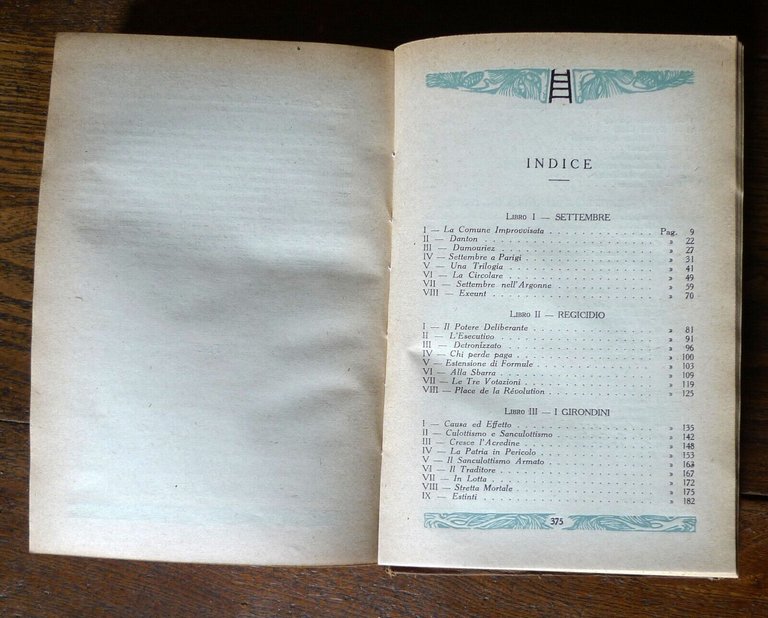 INDICE
LIBRO I — SETTEMBRE
I — La Comune Improvvisata . . . . . . . . . . Pag. 9
II — Danton . . . . . . . . . . » 22
III — Dumouriez . . . . . . . . . . » 27
IV — Settembre a Parigi . . . . . . . . . . » 31
V — Una Trilogia . . . . . . . . . . » 41
VI — La Circolare . . . . . . . . . . » 49
VII — Settembre nell'Argonne . . . . . . . . . . » 59
VIII — Exeunt . . . . . . . . . . » 70
LIBRO II — REGICIDIO
I — Il Potere Deliberante . . . . . . . . . . » 81
II — L'Esecutivo . . . . . . . . . . » 91
III — Detronizzato . . . . . . . . . . » 96
IV — Chi perde paga . . . . . . . . . . » 100
V — Estensione di Formule . . . . . . . . . . » 103
VI — Alla Sbarra . . . . . . . . . . » 109
VII — Le Tre Votazioni . . . . . . . . . . » 119
VIII — Place de la Révolution . . . . . . . . . . » 125
LIBRO III — I GIRONDINI
I — Causa ed Effetto . . . . . . . . . . » 135
II — Culottismo e Sanculottismo . . . . . . . . . . » 142
III — Cresce l'Acredine . . . . . . . . . . » 148
IV — La Patria in Pericolo . . . . . . . . . . » 153
V — Il Sanculottismo Armato . . . . . . . . . . » 163
VI — Il Traditore . . . . . . . . . . » 167
VII — In Lotta . . . . . . . . . . » 172
VIII — Stretta Mortale . . . . . . . . . . » 175
IX — Estinti . . . . . . . . . . » 182
375